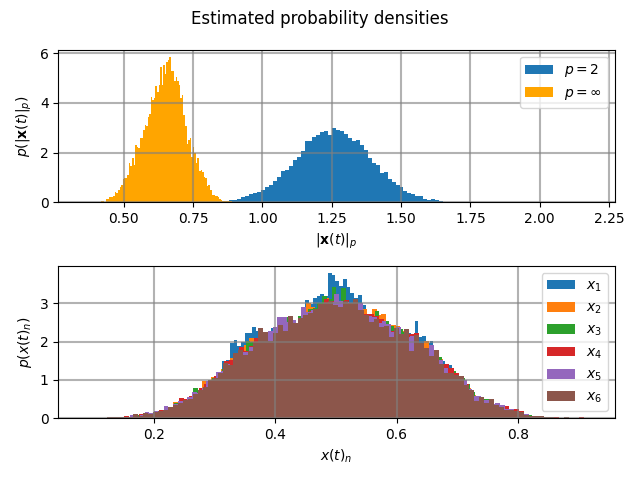 Estimated probability densities
6
4
2
0
p(|x(t)|ₚ)
p = 2
p = ∞
0.50 0.75 1.00 1.25 1.50 1.75 2.00 2.25
|x(t)|ₚ
3
2
1
0
p(x(t)ₙ)
x₁
x₂
x₃
x₄
x₅
x₆
0.2 0.4 0.6 0.8
x(t)ₙ